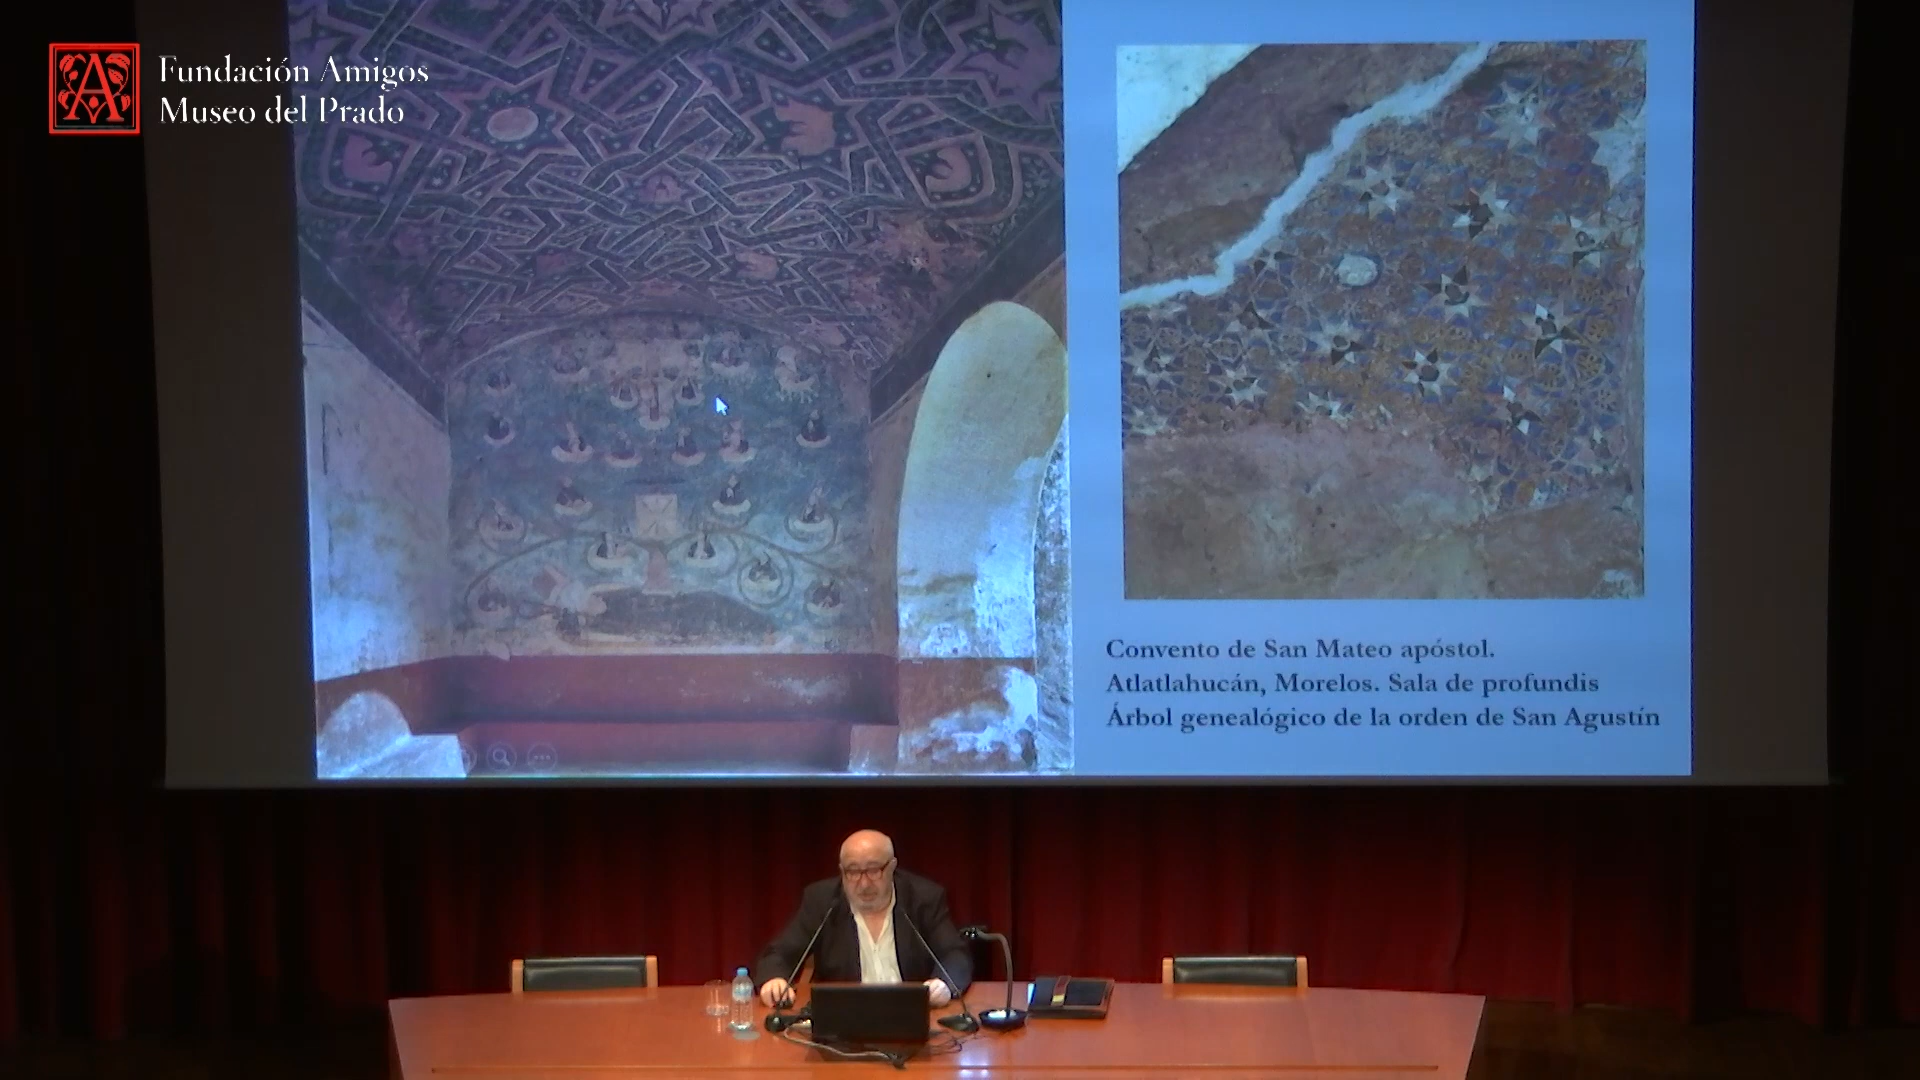 Fundación Amigos
Museo del Prado
Convento de San Mateo apóstol.
Atlatlahucán, Morelos. Sala de profundis
Árbol genealógico de la orden de San Agustín